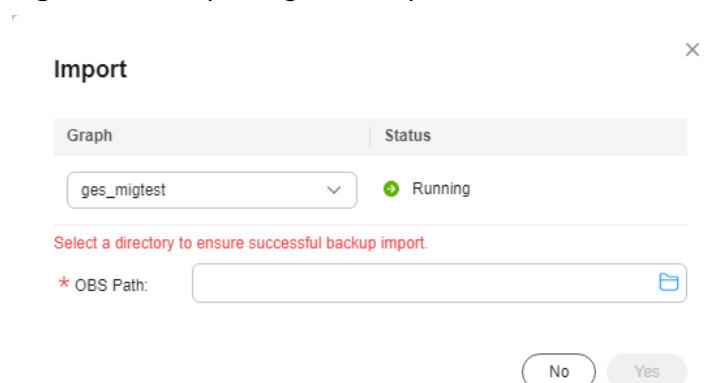 Import
Graph Status
ges_migtest Running
Select a directory to ensure successful backup import.
* OBS Path:
No Yes